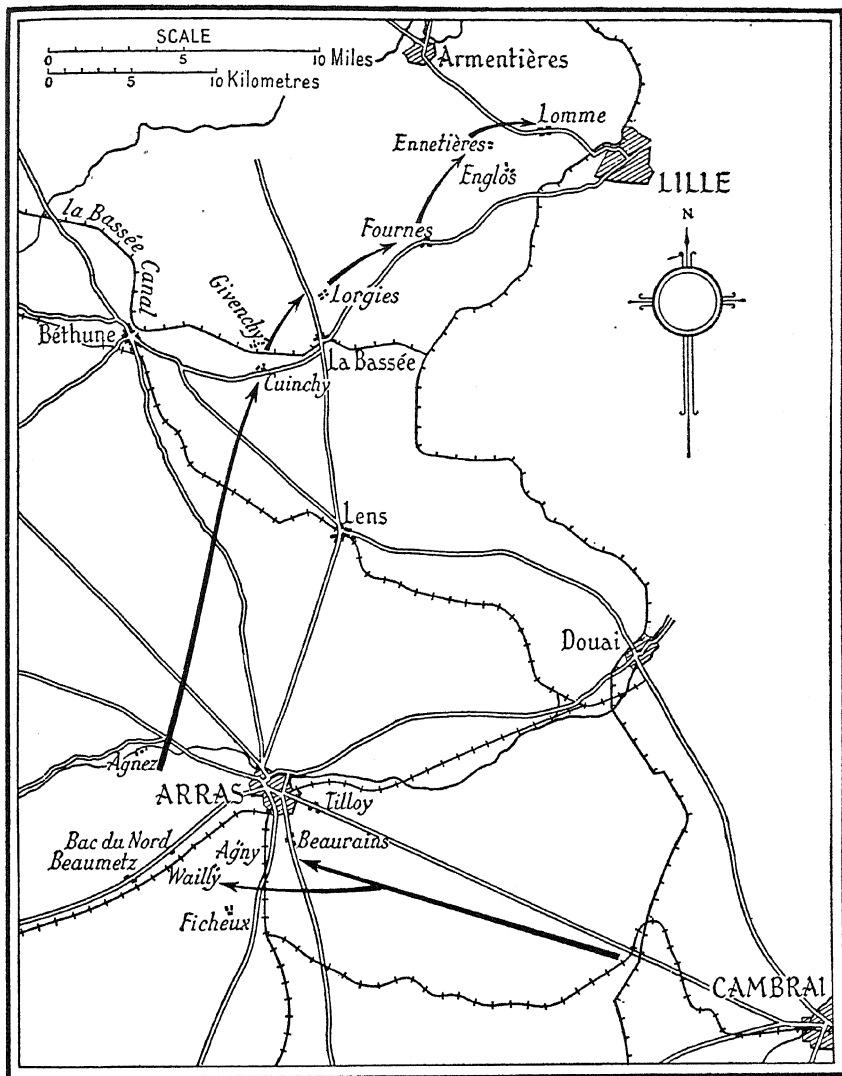 SCALE
0 5 10 Miles
0 5 10 Kilometres
Armentières
Lomme
Ennetières
Englos
LILLE
N
la Bassée Canal
Fournes
Givenchy
Lorgies
Béthune
La Bassée
Cuinchy
Lens
Douai
Agnez
ARRAS
Tilloy
Bac du Nord
Beaumetz
Agny
Beaurains
Wailly
Ficheux
CAMBRAI